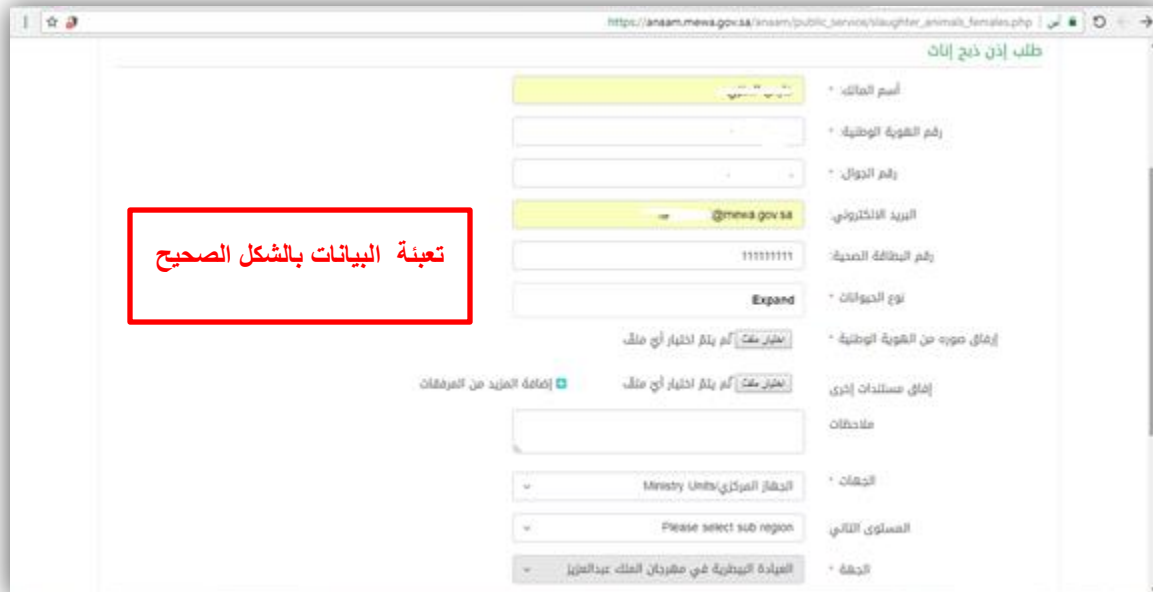 https://anaam.mewa.gov.sa/anaam/public_service/slaughter_animals_females.php
طلب إذن ذبح إناث
أسم المالك: *
رقم الهوية الوطنية: *
رقم الجوال: *
البريد الالكتروني: @mewa.gov.sa
رقم البطاقة الصحية: 111111111
نوع الحيوانات * Expand
إرفاق صوره من الهوية الوطنية * اختيار ملف لم يتم اختيار أي ملف
إفاق مستندات إخرى اختيار ملف لم يتم اختيار أي ملف إضافة المزيد من المرفقات
ملاحظات
الجهات * الجهاز المركزي/Ministry Units
المستوى الثاني Please select sub region
الجهة * العيادة البيطرية في مهرجان الملك عبدالعزيز
تعبئة البيانات بالشكل الصحيح